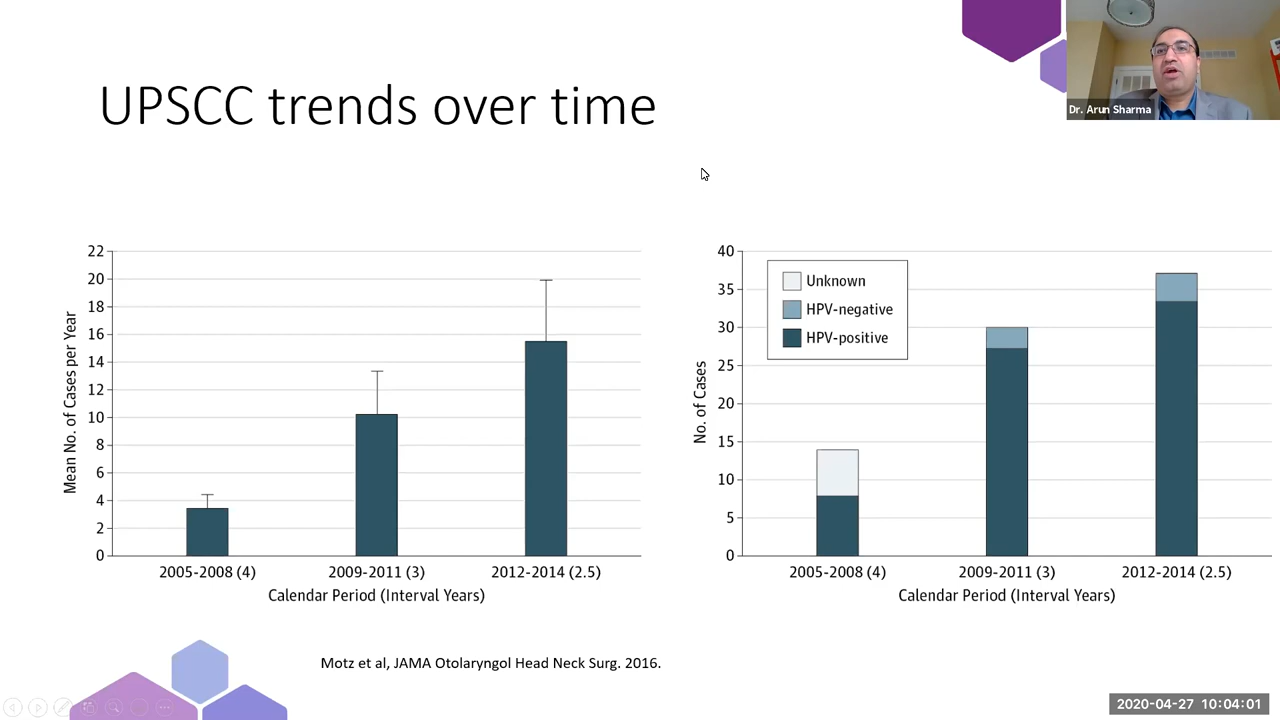 Dr. Arun Sharma
UPSCC trends over time
22
20
18
16
14
12
10
8
6
4
2
0
Mean No. of Cases per Year
2005-2008 (4)
2009-2011 (3)
2012-2014 (2.5)
Calendar Period (Interval Years)
40
35
30
25
20
15
10
5
0
No. of Cases
Unknown
HPV-negative
HPV-positive
2005-2008 (4)
2009-2011 (3)
2012-2014 (2.5)
Calendar Period (Interval Years)
Motz et al, JAMA Otolaryngol Head Neck Surg. 2016.
2020-04-27 10:04:01